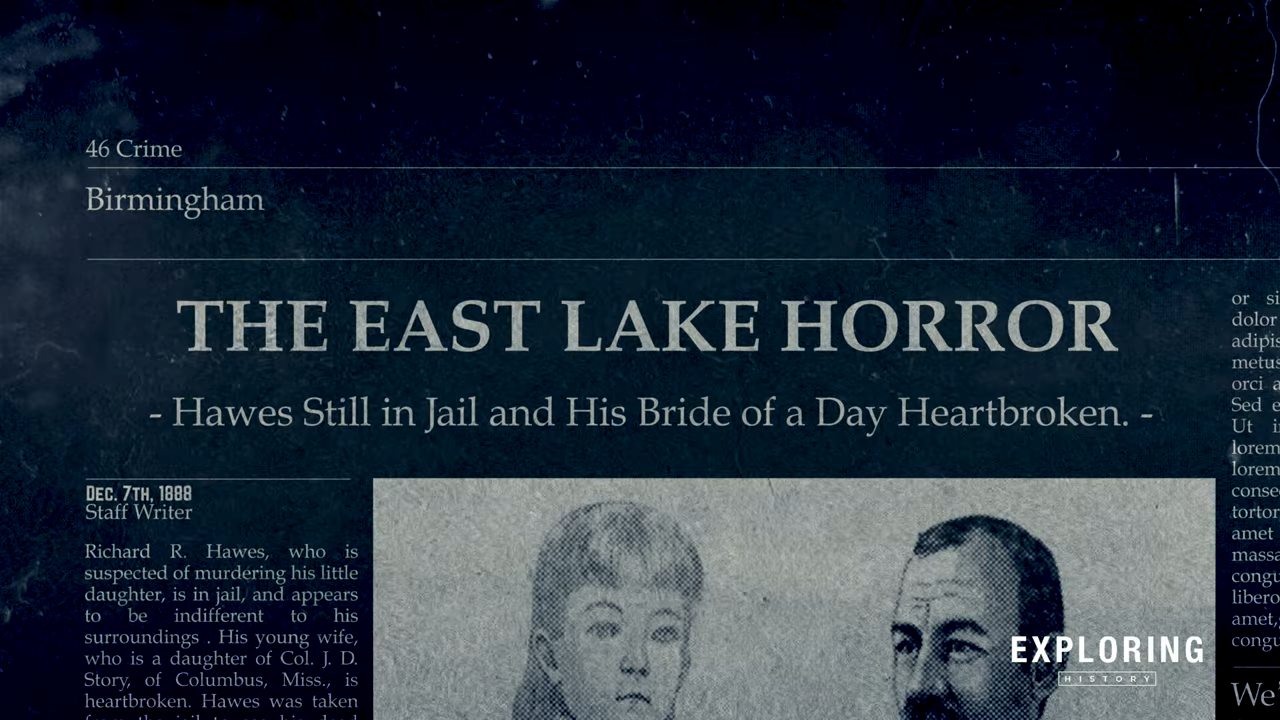 46 Crime
Birmingham
THE EAST LAKE HORROR
- Hawes Still in Jail and His Bride of a Day Heartbroken. -
DEC. 7TH, 1888
Staff Writer
Richard R. Hawes, who is
suspected of murdering his little
daughter, is in jail, and appears
to be indifferent to his
surroundings . His young wife,
who is a daughter of Col. J. D.
Story, of Columbus, Miss., is
heartbroken. Hawes was taken
or
dolor
Sed
Ut
lorem
lorem
tortor
amet
libero
amet,
EXPLORING
HISTORY